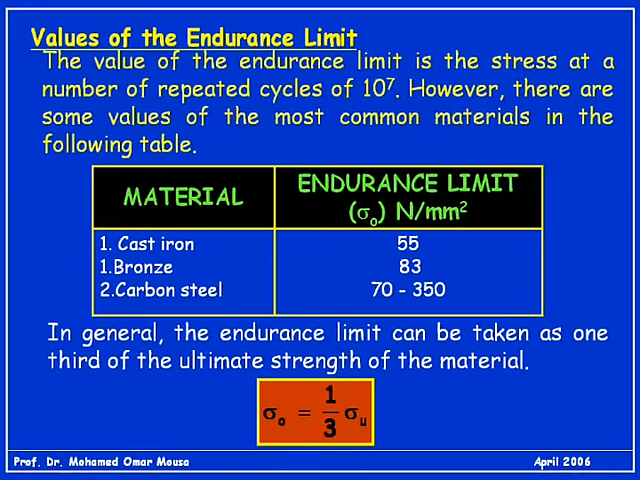 Values of the Endurance Limit
The value of the endurance limit is the stress at a
number of repeated cycles of 10⁷. However, there are
some values of the most common materials in the
following table.
MATERIAL
ENDURANCE LIMIT
(σₒ) N/mm²
1. Cast iron 55
1.Bronze 83
2.Carbon steel 70 - 350
In general, the endurance limit can be taken as one
third of the ultimate strength of the material.
σₒ = 1/3 σᵤ
Prof. Dr. Mohamed Omar Mousa April 2006